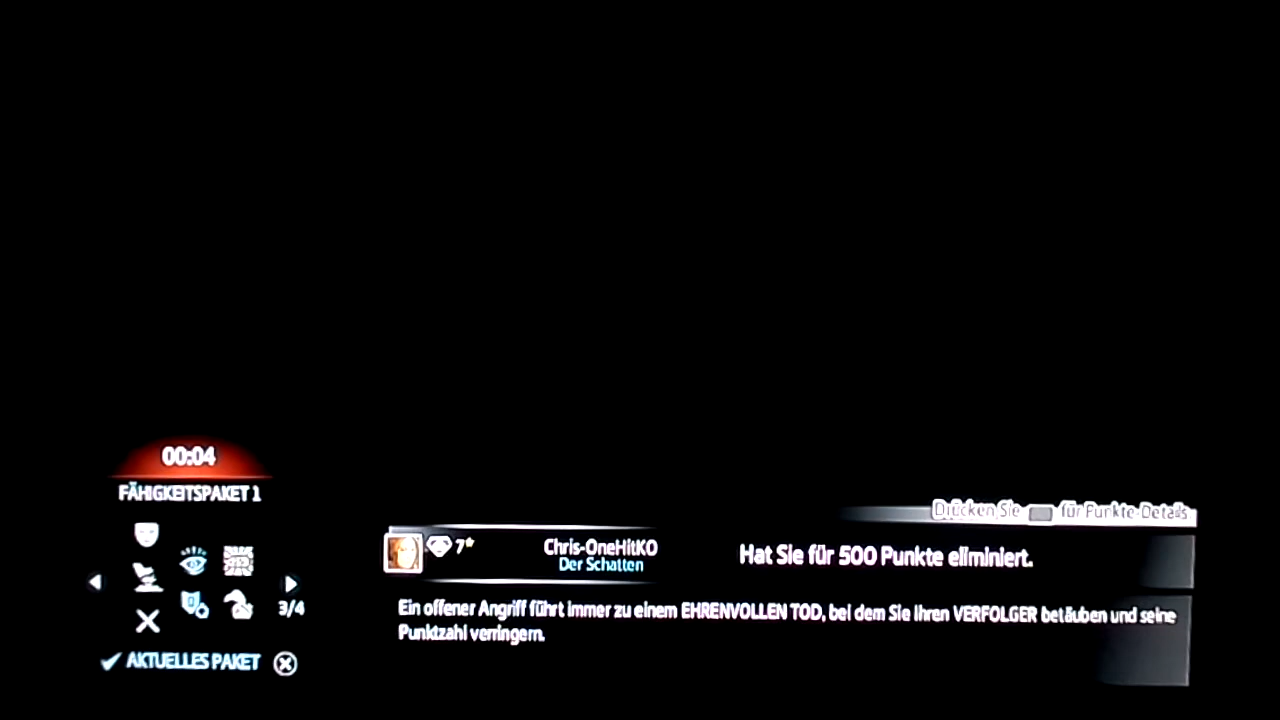 00:04
FÄHIGKEITSPAKET 1
3/4
AKTUELLES PAKET
Drücken Sie für Punkte-Details
7*
Chris-OneHitKO
Der Schatten
Hat Sie für 500 Punkte eliminiert.
Ein offener Angriff führt immer zu einem EHRENVOLLEN TOD, bei dem Sie Ihren VERFOLGER betäuben und seine
Punktzahl verringern.